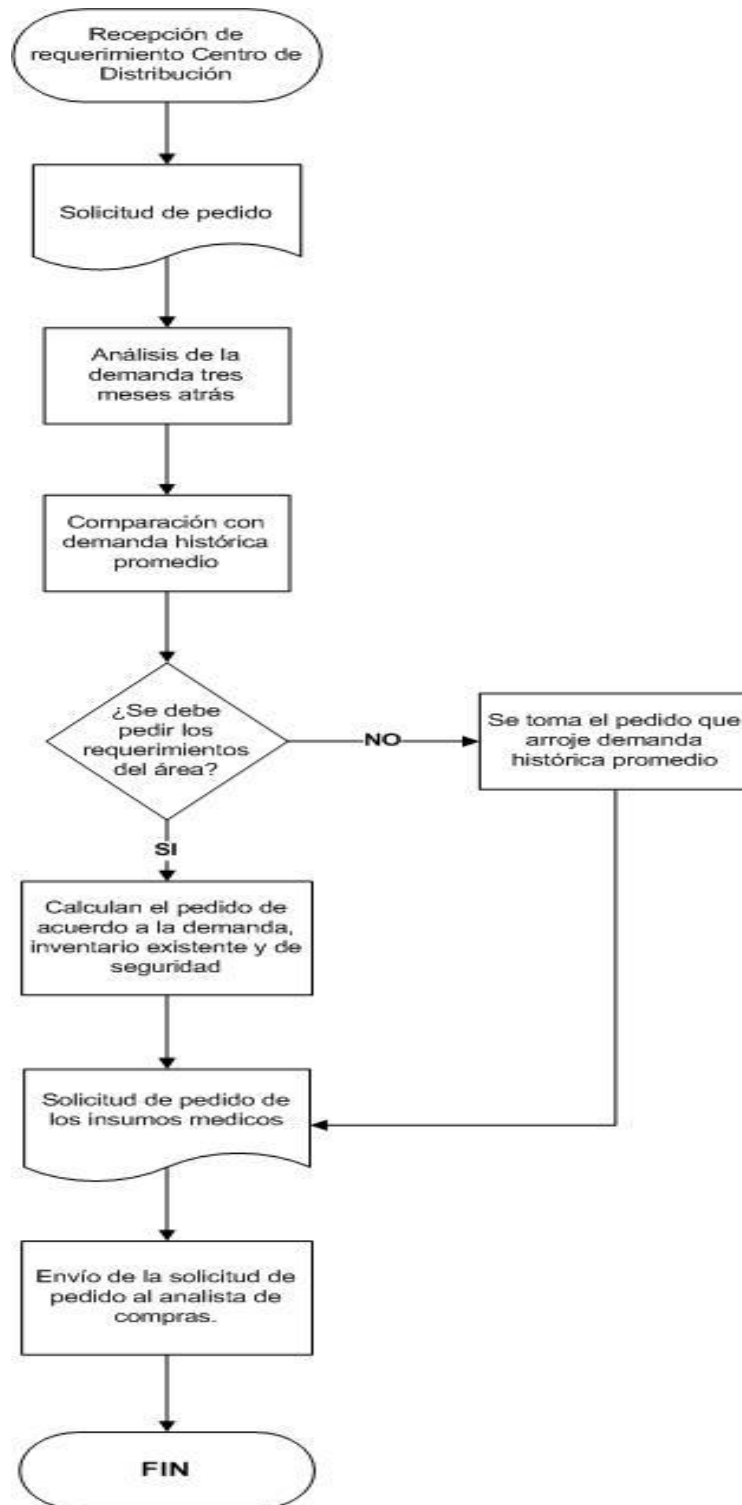 Recepción de
requerimiento Centro de
Distribución
Solicitud de pedido
Análisis de la
demanda tres
meses atrás
Comparación con
demanda histórica
promedio
¿Se debe
pedir los
requerimientos
del área?
NO
Se toma el pedido que
arroje demanda
histórica promedio
SI
Calculan el pedido de
acuerdo a la demanda,
inventario existente y de
seguridad
Solicitud de pedido de
los insumos medicos
Envío de la solicitud de
pedido al analista de
compras.
FIN